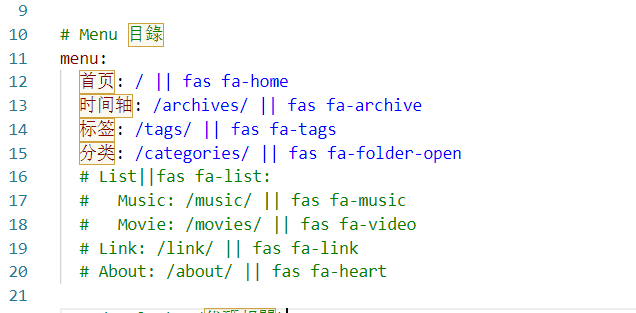 9
10 # Menu 目錄
11 menu:
12 首页: / || fas fa-home
13 时间轴: /archives/ || fas fa-archive
14 标签: /tags/ || fas fa-tags
15 分类: /categories/ || fas fa-folder-open
16 # List||fas fa-list:
17 #   Music: /music/ || fas fa-music
18 #   Movie: /movies/ || fas fa-video
19 # Link: /link/ || fas fa-link
20 # About: /about/ || fas fa-heart
21